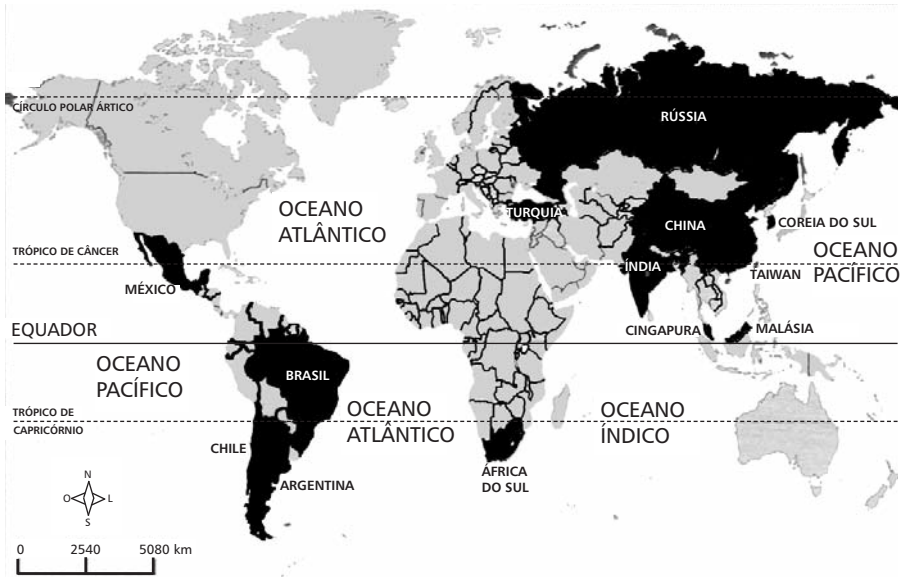 CÍRCULO POLAR ÁRTICO
RÚSSIA
OCEANO
ATLÂNTICO
TURQUIA
CHINA
COREIA DO SUL
TRÓPICO DE CÂNCER
OCEANO
PACÍFICO
MÉXICO
ÍNDIA
TAIWAN
EQUADOR
CINGAPURA
MALÁSIA
OCEANO
PACÍFICO
BRASIL
TRÓPICO DE
CAPRICÓRNIO
OCEANO
ATLÂNTICO
OCEANO
ÍNDICO
CHILE
ARGENTINA
ÁFRICA
DO SUL
N
O L
S
0 2540 5080 km